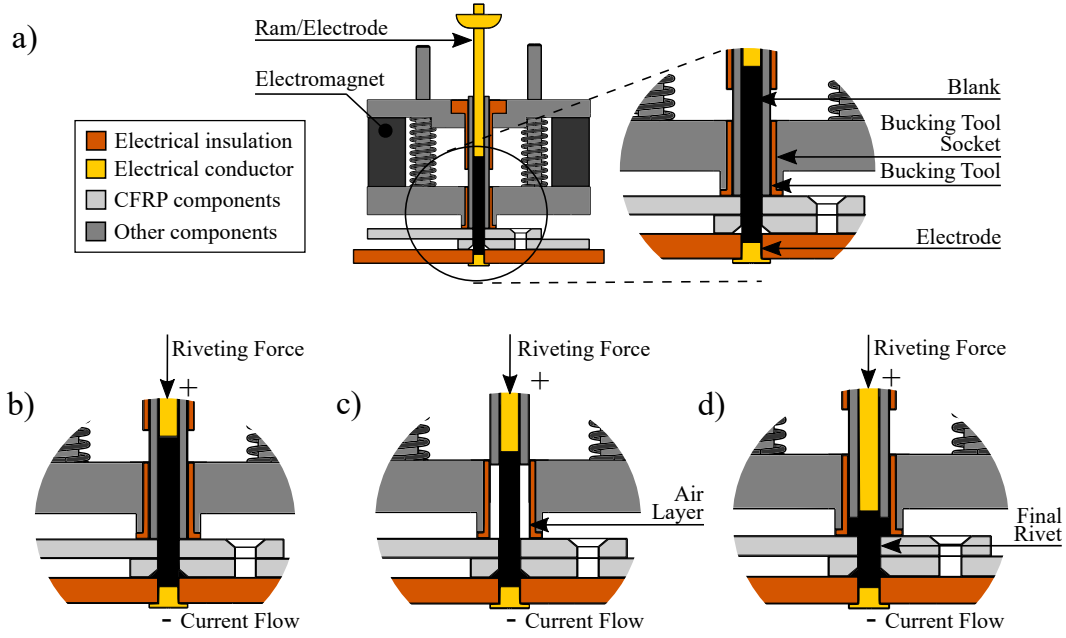 a)
Ram/Electrode
Electromagnet
Electrical insulation
Electrical conductor
CFRP components
Other components
Blank
Bucking Tool
Socket
Bucking Tool
Electrode
b)
Riveting Force
+
- Current Flow
c)
Riveting Force
+
Air
Layer
- Current Flow
d)
Riveting Force
+
Final
Rivet
- Current Flow